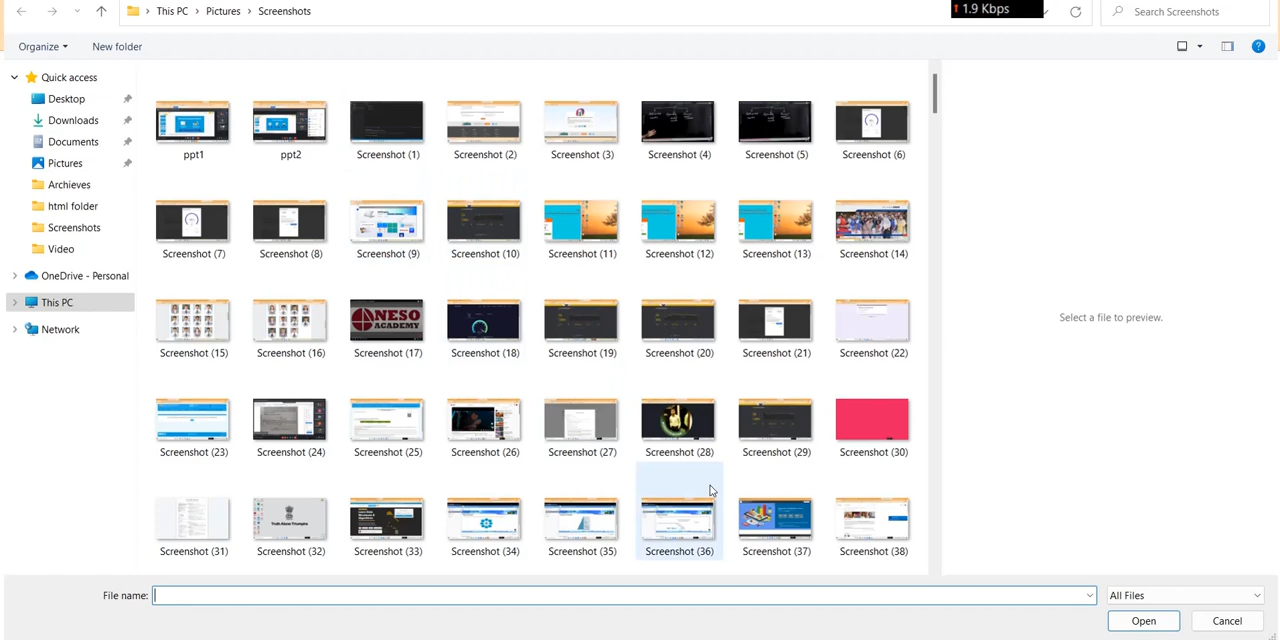 This PC > Pictures > Screenshots
1.9 Kbps
Search Screenshots
Organize
New folder
Quick access
Desktop
Downloads
Documents
Pictures
Archieves
html folder
Screenshots
Video
OneDrive - Personal
This PC
Network
ppt1 ppt2 Screenshot (1) Screenshot (2) Screenshot (3) Screenshot (4) Screenshot (5) Screenshot (6)
Screenshot (7) Screenshot (8) Screenshot (9) Screenshot (10) Screenshot (11) Screenshot (12) Screenshot (13) Screenshot (14)
NESO
ACADEMY
Screenshot (15) Screenshot (16) Screenshot (17) Screenshot (18) Screenshot (19) Screenshot (20) Screenshot (21) Screenshot (22)
Screenshot (23) Screenshot (24) Screenshot (25) Screenshot (26) Screenshot (27) Screenshot (28) Screenshot (29) Screenshot (30)
Truth Alone Triumphs
Screenshot (31) Screenshot (32) Screenshot (33) Screenshot (34) Screenshot (35) Screenshot (36) Screenshot (37) Screenshot (38)
Select a file to preview.
File name:
All Files
Open
Cancel